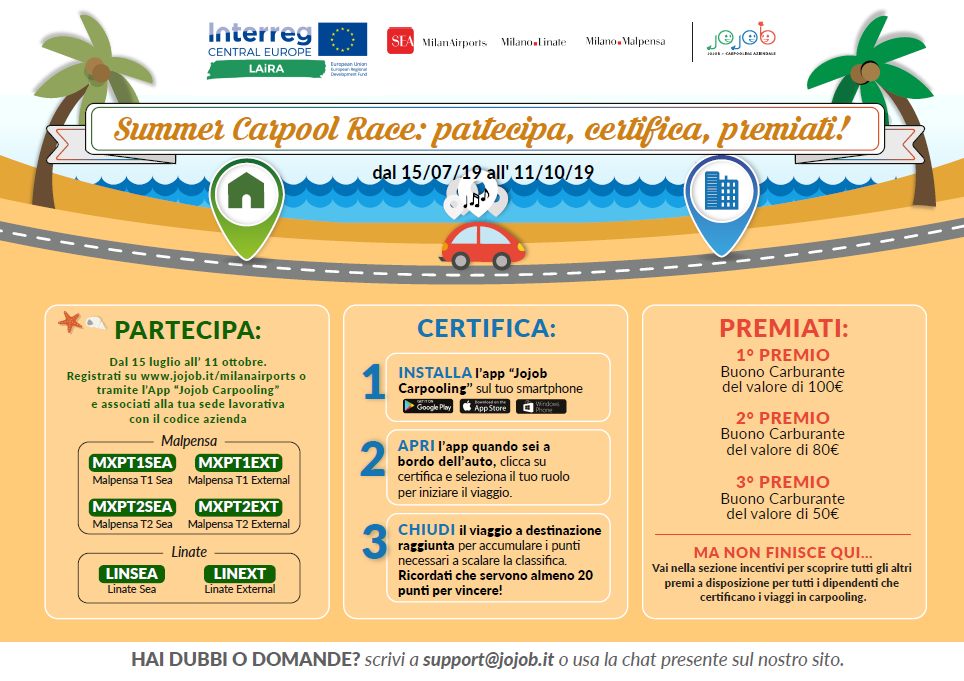 Interreg
CENTRAL EUROPE
LAiRA
European Union
European Regional
Development Fund
SEA
MilanAirports
Milano Linate
Milano Malpensa
jojob
JOJOB - CARPOOLING AZIENDALE
Summer Carpool Race: partecipa, certifica, premiati!
dal 15/07/19 all' 11/10/19
PARTECIPA:
Dal 15 luglio all' 11 ottobre.
Registrati su www.jojob.it/milanairports o
tramite l'App "Jojob Carpooling"
e associati alla tua sede lavorativa
con il codice azienda
Malpensa
MXPT1SEA MXPT1EXT
Malpensa T1 Sea Malpensa T1 External
MXPT2SEA MXPT2EXT
Malpensa T2 Sea Malpensa T2 External
Linate
LINSEA LINEXT
Linate Sea Linate External
CERTIFICA:
1 INSTALLA l'app "Jojob
Carpooling" sul tuo smartphone
GET IT ON
Google Play
Download on the
App Store
Windows
Phone
2 APRI l'app quando sei a
bordo dell'auto, clicca su
certifica e seleziona il tuo ruolo
per iniziare il viaggio.
3 CHIUDI il viaggio a destinazione
raggiunta per accumulare i punti
necessari a scalare la classifica.
Ricordati che servono almeno 20
punti per vincere!
PREMIATI:
1° PREMIO
Buono Carburante
del valore di 100€
2° PREMIO
Buono Carburante
del valore di 80€
3° PREMIO
Buono Carburante
del valore di 50€
MA NON FINISCE QUI...
Vai nella sezione incentivi per scoprire tutti gli altri
premi a disposizione per tutti i dipendenti che
certificano i viaggi in carpooling.
HAI DUBBI O DOMANDE? scrivi a support@jojob.it o usa la chat presente sul nostro sito.